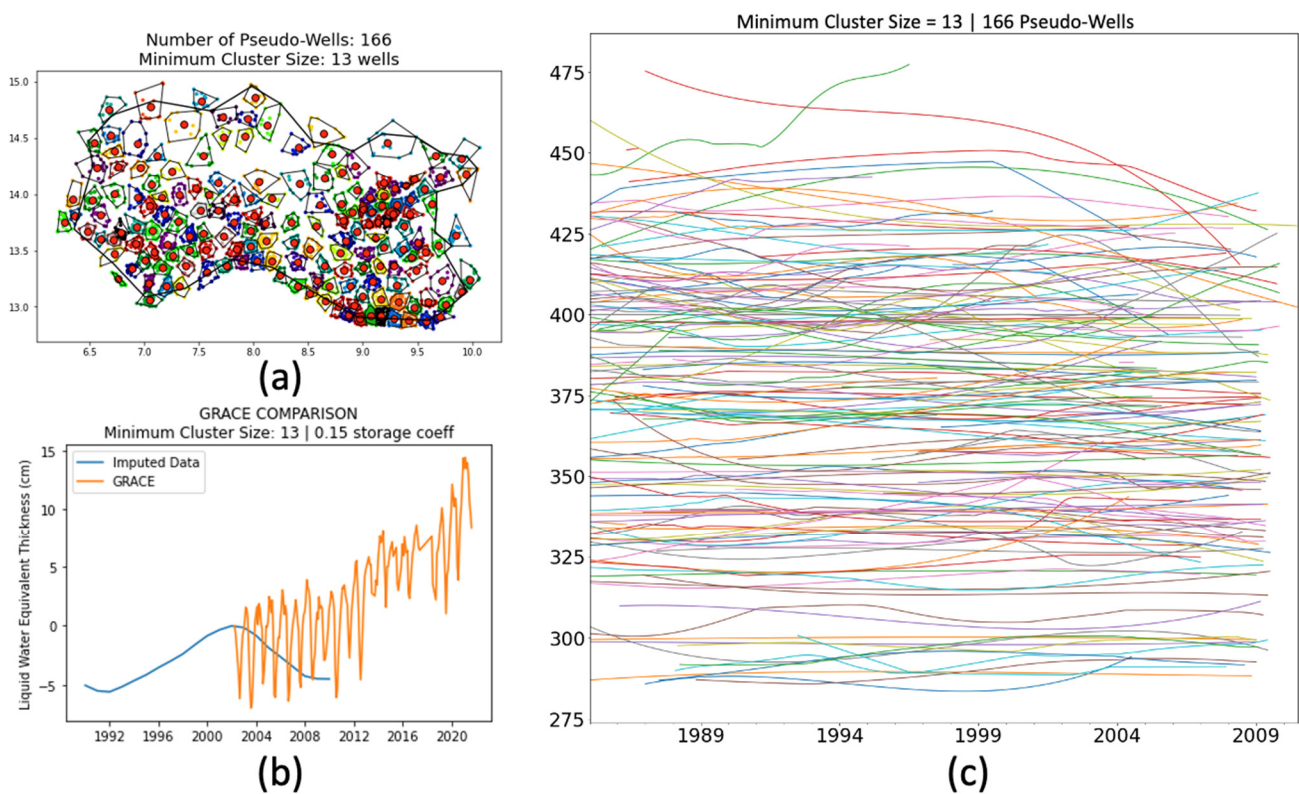 Number of Pseudo-Wells: 166
Minimum Cluster Size: 13 wells
15.0
14.5
14.0
13.5
13.0
6.5 7.0 7.5 8.0 8.5 9.0 9.5 10.0
(a)
GRACE COMPARISON
Minimum Cluster Size: 13 | 0.15 storage coeff
Liquid Water Equivalent Thickness (cm)
15
10
5
0
−5
Imputed Data
GRACE
1992 1996 2000 2004 2008 2012 2016 2020
(b)
Minimum Cluster Size = 13 | 166 Pseudo-Wells
475
450
425
400
375
350
325
300
275
1989 1994 1999 2004 2009
(c)